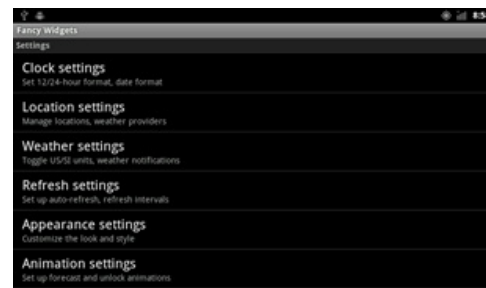 8:5
Fancy Widgets
Settings
Clock settings
Set 12/24-hour format, date format
Location settings
Manage locations, weather providers
Weather settings
Toggle US/SI units, weather notifications
Refresh settings
Set up auto-refresh, refresh intervals
Appearance settings
Customize the look and style
Animation settings
Set up forecast and unlock animations